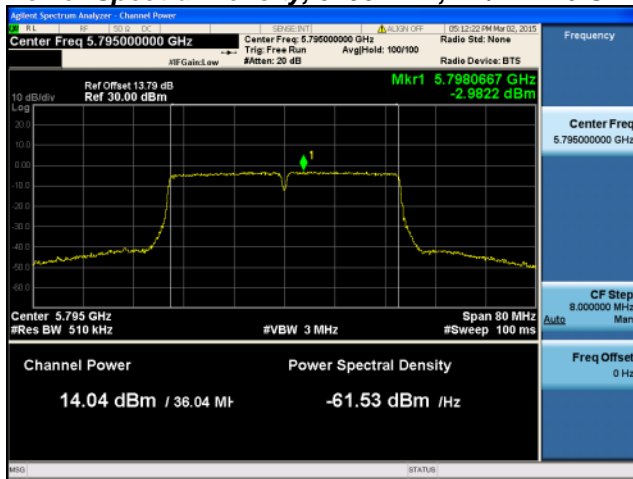 Agilent Spectrum Analyzer - Channel Power
RL RF 50 Ω DC SENSE:INT ALIGN OFF 05:12:22 PM Mar 02, 2015
Center Freq 5.795000000 GHz
Center Freq: 5.795000000 GHz
Radio Std: None
Trig: Free Run Avg|Hold: 100/100
#IFGain:Low #Atten: 20 dB Radio Device: BTS
Frequency
Mkr1 5.7980667 GHz
-2.9822 dBm
Ref Offset 13.79 dB
10 dB/div Ref 30.00 dBm
Log
20.0
10.0
0.00
-10.0
-20.0
-30.0
-40.0
-50.0
-60.0
1
Center Freq
5.795000000 GHz
Center 5.795 GHz Span 80 MHz
#Res BW 510 kHz #VBW 3 MHz #Sweep 100 ms
CF Step
8.000000 MHz
Auto Man
Freq Offset
0 Hz
Channel Power Power Spectral Density
14.04 dBm / 36.04 MH -61.53 dBm /Hz
MSG STATUS